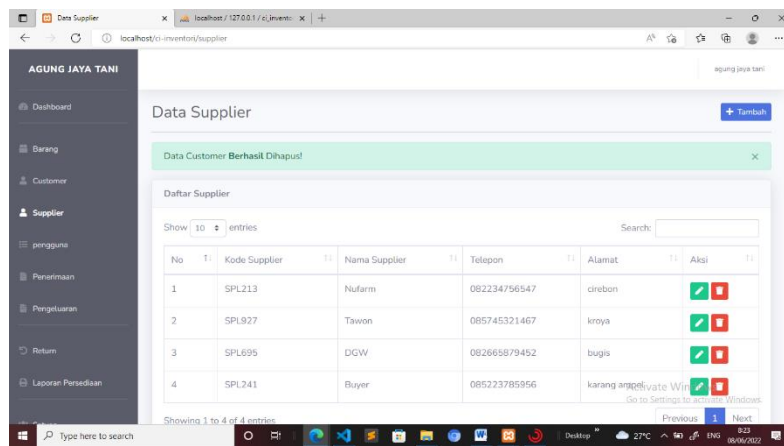 Data Supplier
localhost / 127.0.0.1 / ci_invento
localhost/ci-inventori/supplier
AGUNG JAYA TANI
agung jaya tani
Dashboard
Data Supplier
Tambah
Barang
Data Customer Berhasil Dihapus!
Customer
Daftar Supplier
Supplier
Show 10 entries
Search:
pengguna
No Kode Supplier Nama Supplier Telepon Alamat Aksi
Penerimaan
1 SPL213 Nufarm 082234756547 cirebon
Pengeluaran
2 SPL927 Tawon 085745321467 kroya
Return
3 SPL695 DGW 082665879452 bugis
Laporan Persediaan
4 SPL241 Buyer 085223785956 karang ampel
Activate Windows
Go to Settings to activate Windows.
Showing 1 to 4 of 4 entries
Previous 1 Next
Type here to search
Desktop
27°C
ENG
8:23
08/06/2022